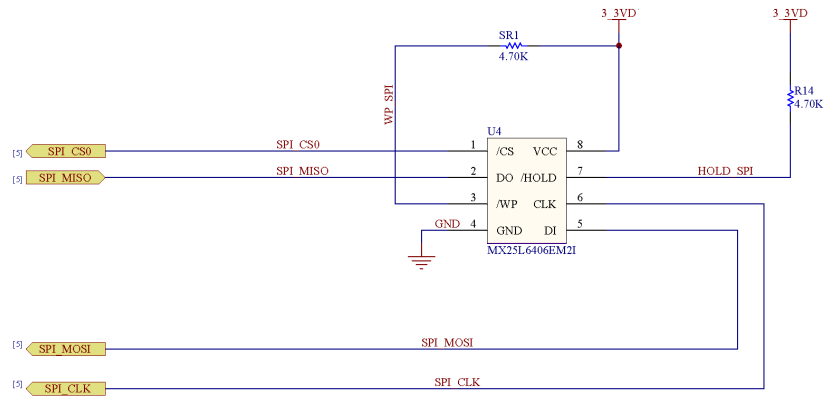 3_3VD
3_3VD
SR1
4.70K
WP_SPI
R14
4.70K
U4
[5] SPI_CS0
SPI_CS0
1
/CS
VCC
8
[5] SPI_MISO
SPI_MISO
2
DO
/HOLD
7
HOLD_SPI
3
/WP
CLK
6
GND
4
GND
DI
5
MX25L6406EM2I
[5] SPI_MOSI
SPI_MOSI
[5] SPI_CLK
SPI_CLK